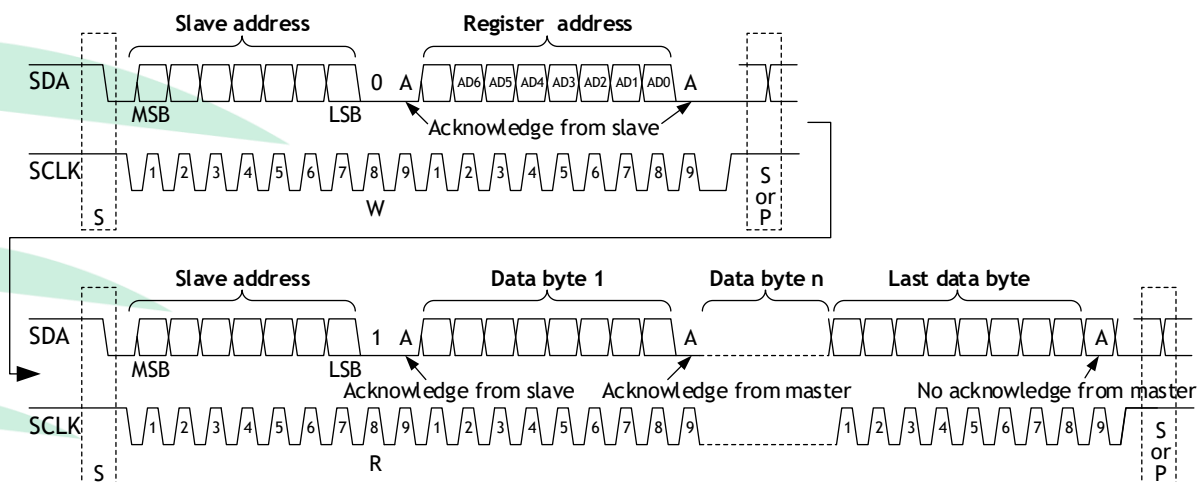 Slave address Register address
SDA 0 A AD6 AD5 AD4 AD3 AD2 AD1 AD0 A
MSB LSB
Acknowledge from slave
SCLK 1 2 3 4 5 6 7 8 9 1 2 3 4 5 6 7 8 9
W
S
S
or
P
Slave address Data byte 1 Data byte n Last data byte
SDA 1 A A A
MSB LSB
Acknowledge from slave Acknowledge from master No acknowledge from master
SCLK 1 2 3 4 5 6 7 8 9 1 2 3 4 5 6 7 8 9 1 2 3 4 5 6 7 8 9
R
S
S
or
P